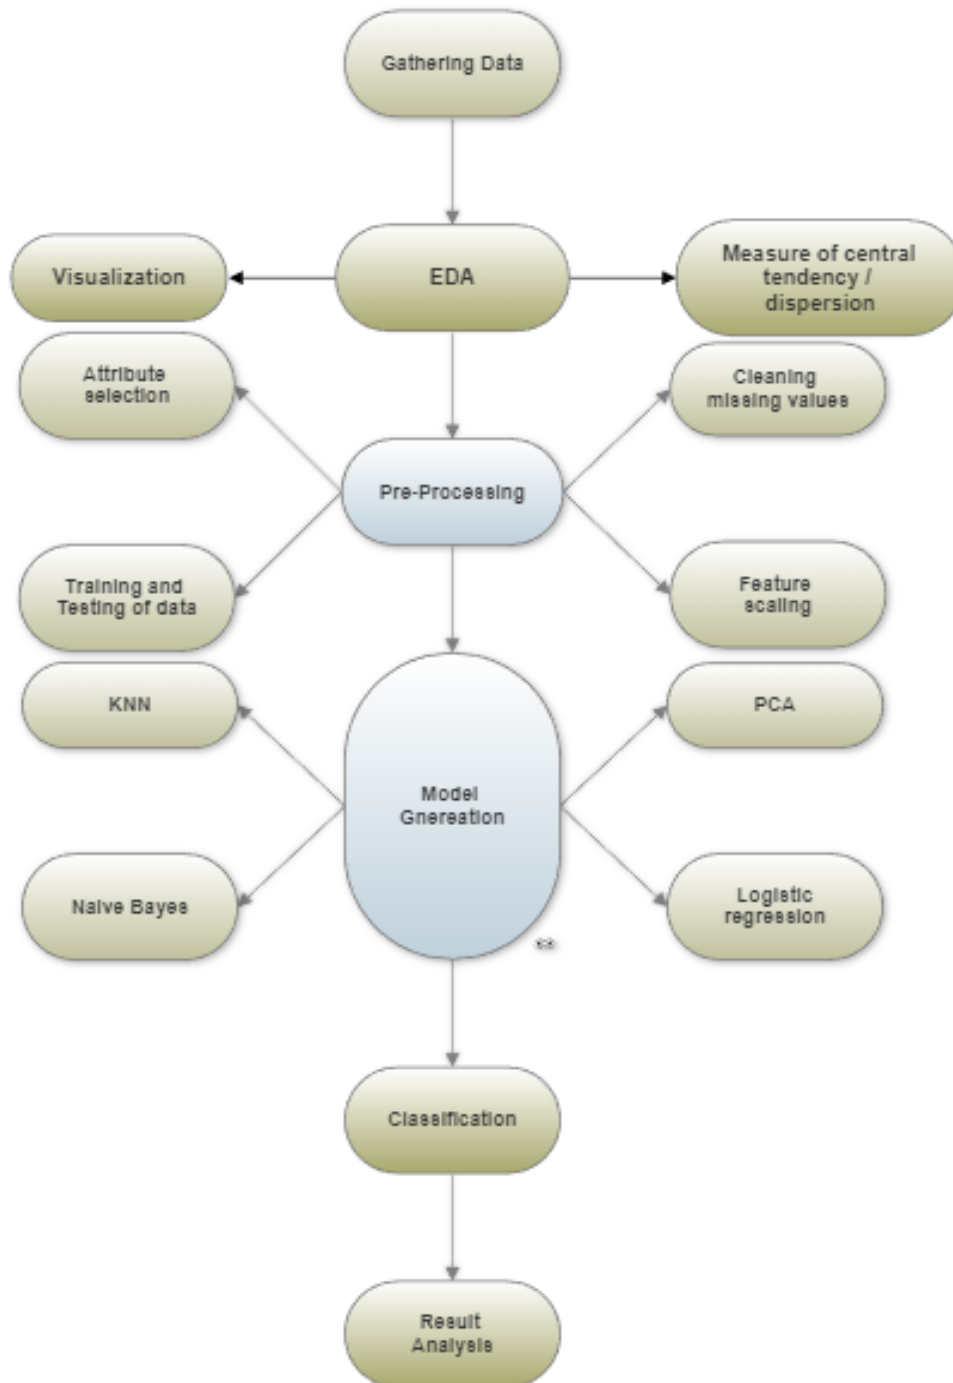 Gathering Data
Visualization
EDA
Measure of central
tendency /
dispersion
Attribute
selection
Cleaning
missing values
Pre-Processing
Training and
Testing of data
Feature
scaling
KNN
PCA
Model
Gnereation
Naive Bayes
Logistic
regression
Classification
Result
Analysis